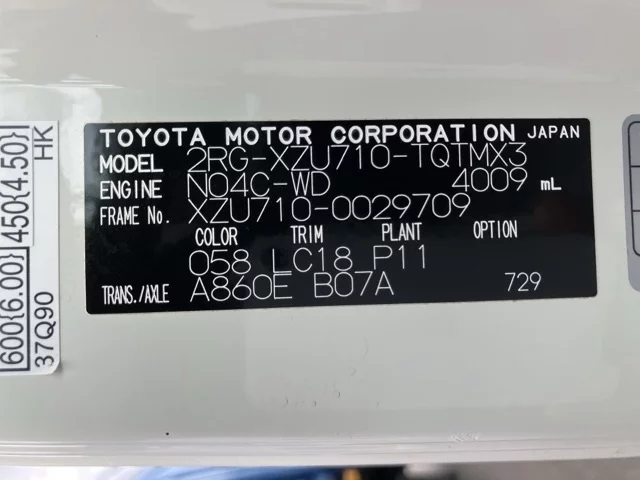 TOYOTA MOTOR CORPORATION JAPAN
MODEL 2RG-XZU710-TQTMX3
ENGINE N04C-WD 4009 mL
FRAME No. XZU710-0029709
COLOR TRIM PLANT OPTION
058 LC18 P11
TRANS./AXLE A860E B07A 729
600{6.00} 450{4.50}
37Q90 HK